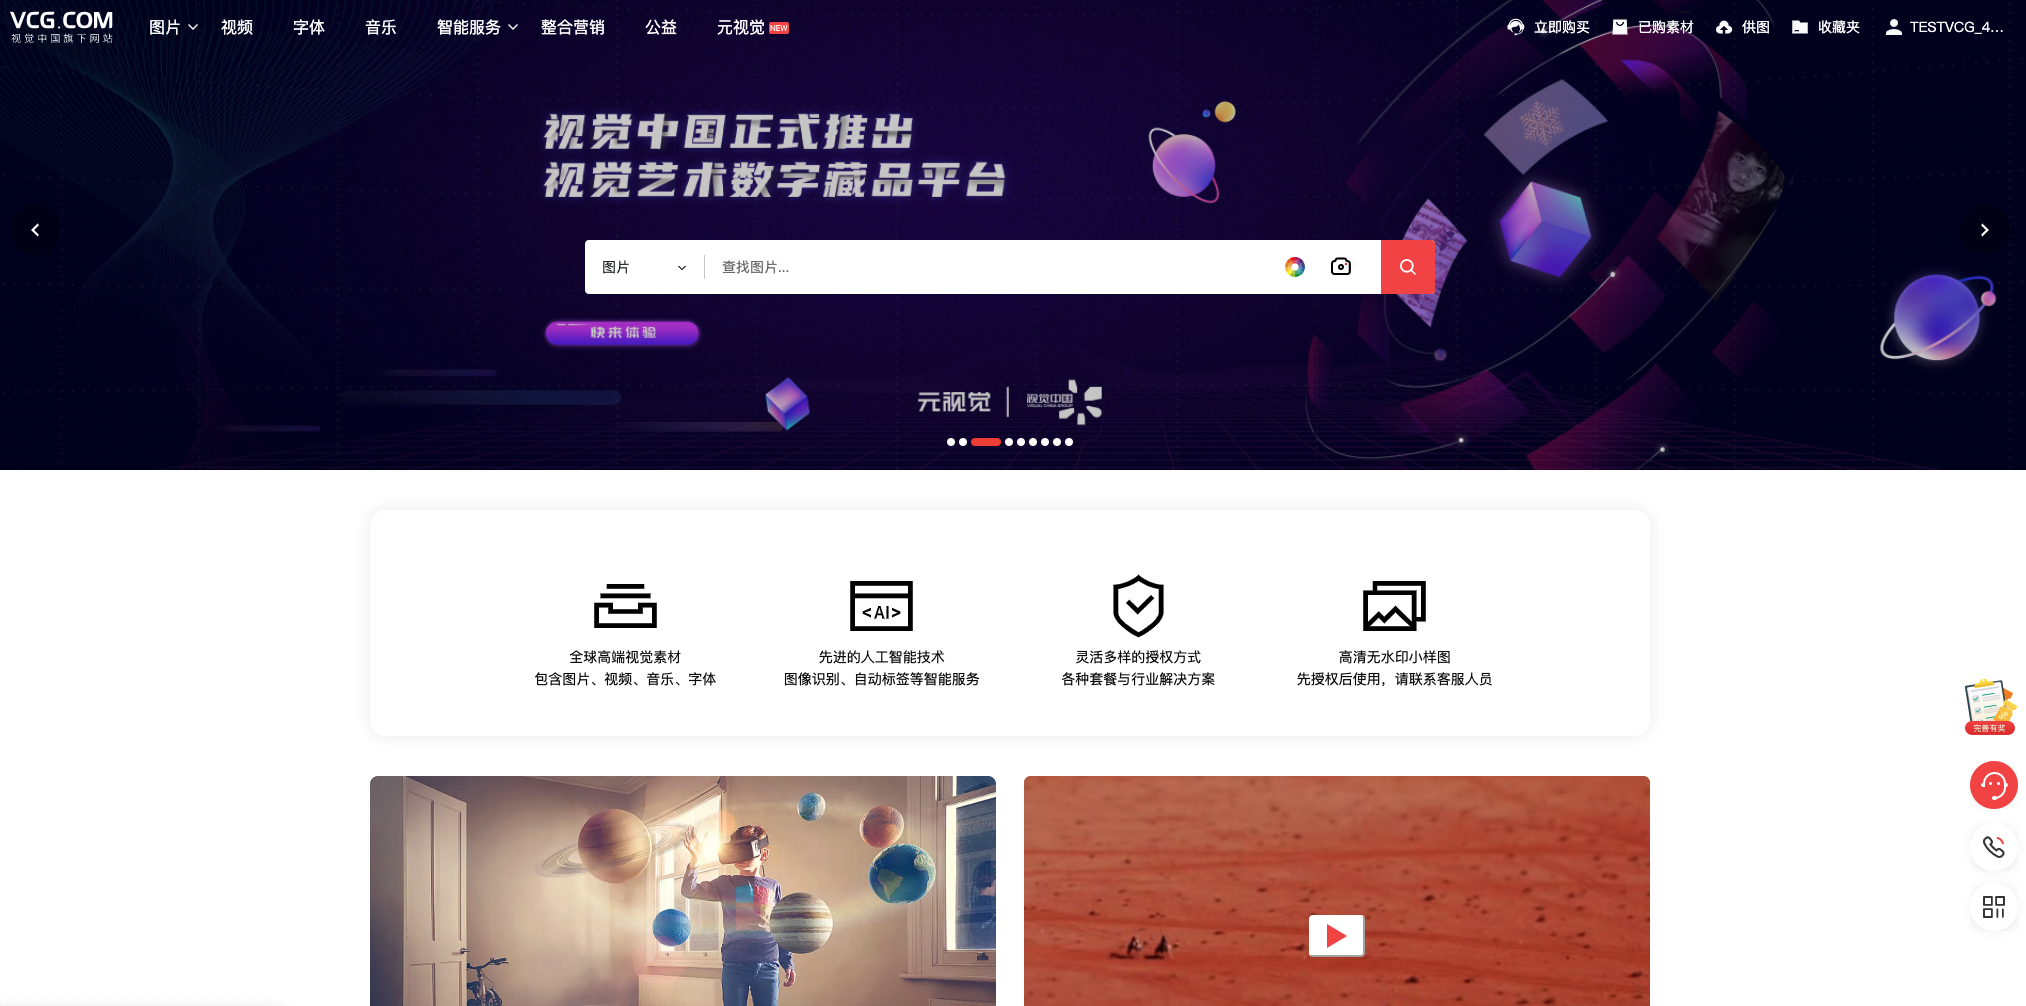 VCG.COM
视觉中国旗下网站
图片 视频 字体 音乐 智能服务 整合营销 公益 元视觉 NEW
立即购买 已购素材 供图 收藏夹 TESTVCG_4...
视觉中国正式推出
视觉艺术数字藏品平台
图片 查找图片...
快来体验
元视觉 视觉中国
VISUAL CHINA GROUP
<AI>
全球高端视觉素材
包含图片、视频、音乐、字体
先进的人工智能技术
图像识别、自动标签等智能服务
灵活多样的授权方式
各种套餐与行业解决方案
高清无水印小样图
先授权后使用，请联系客服人员
完善有奖